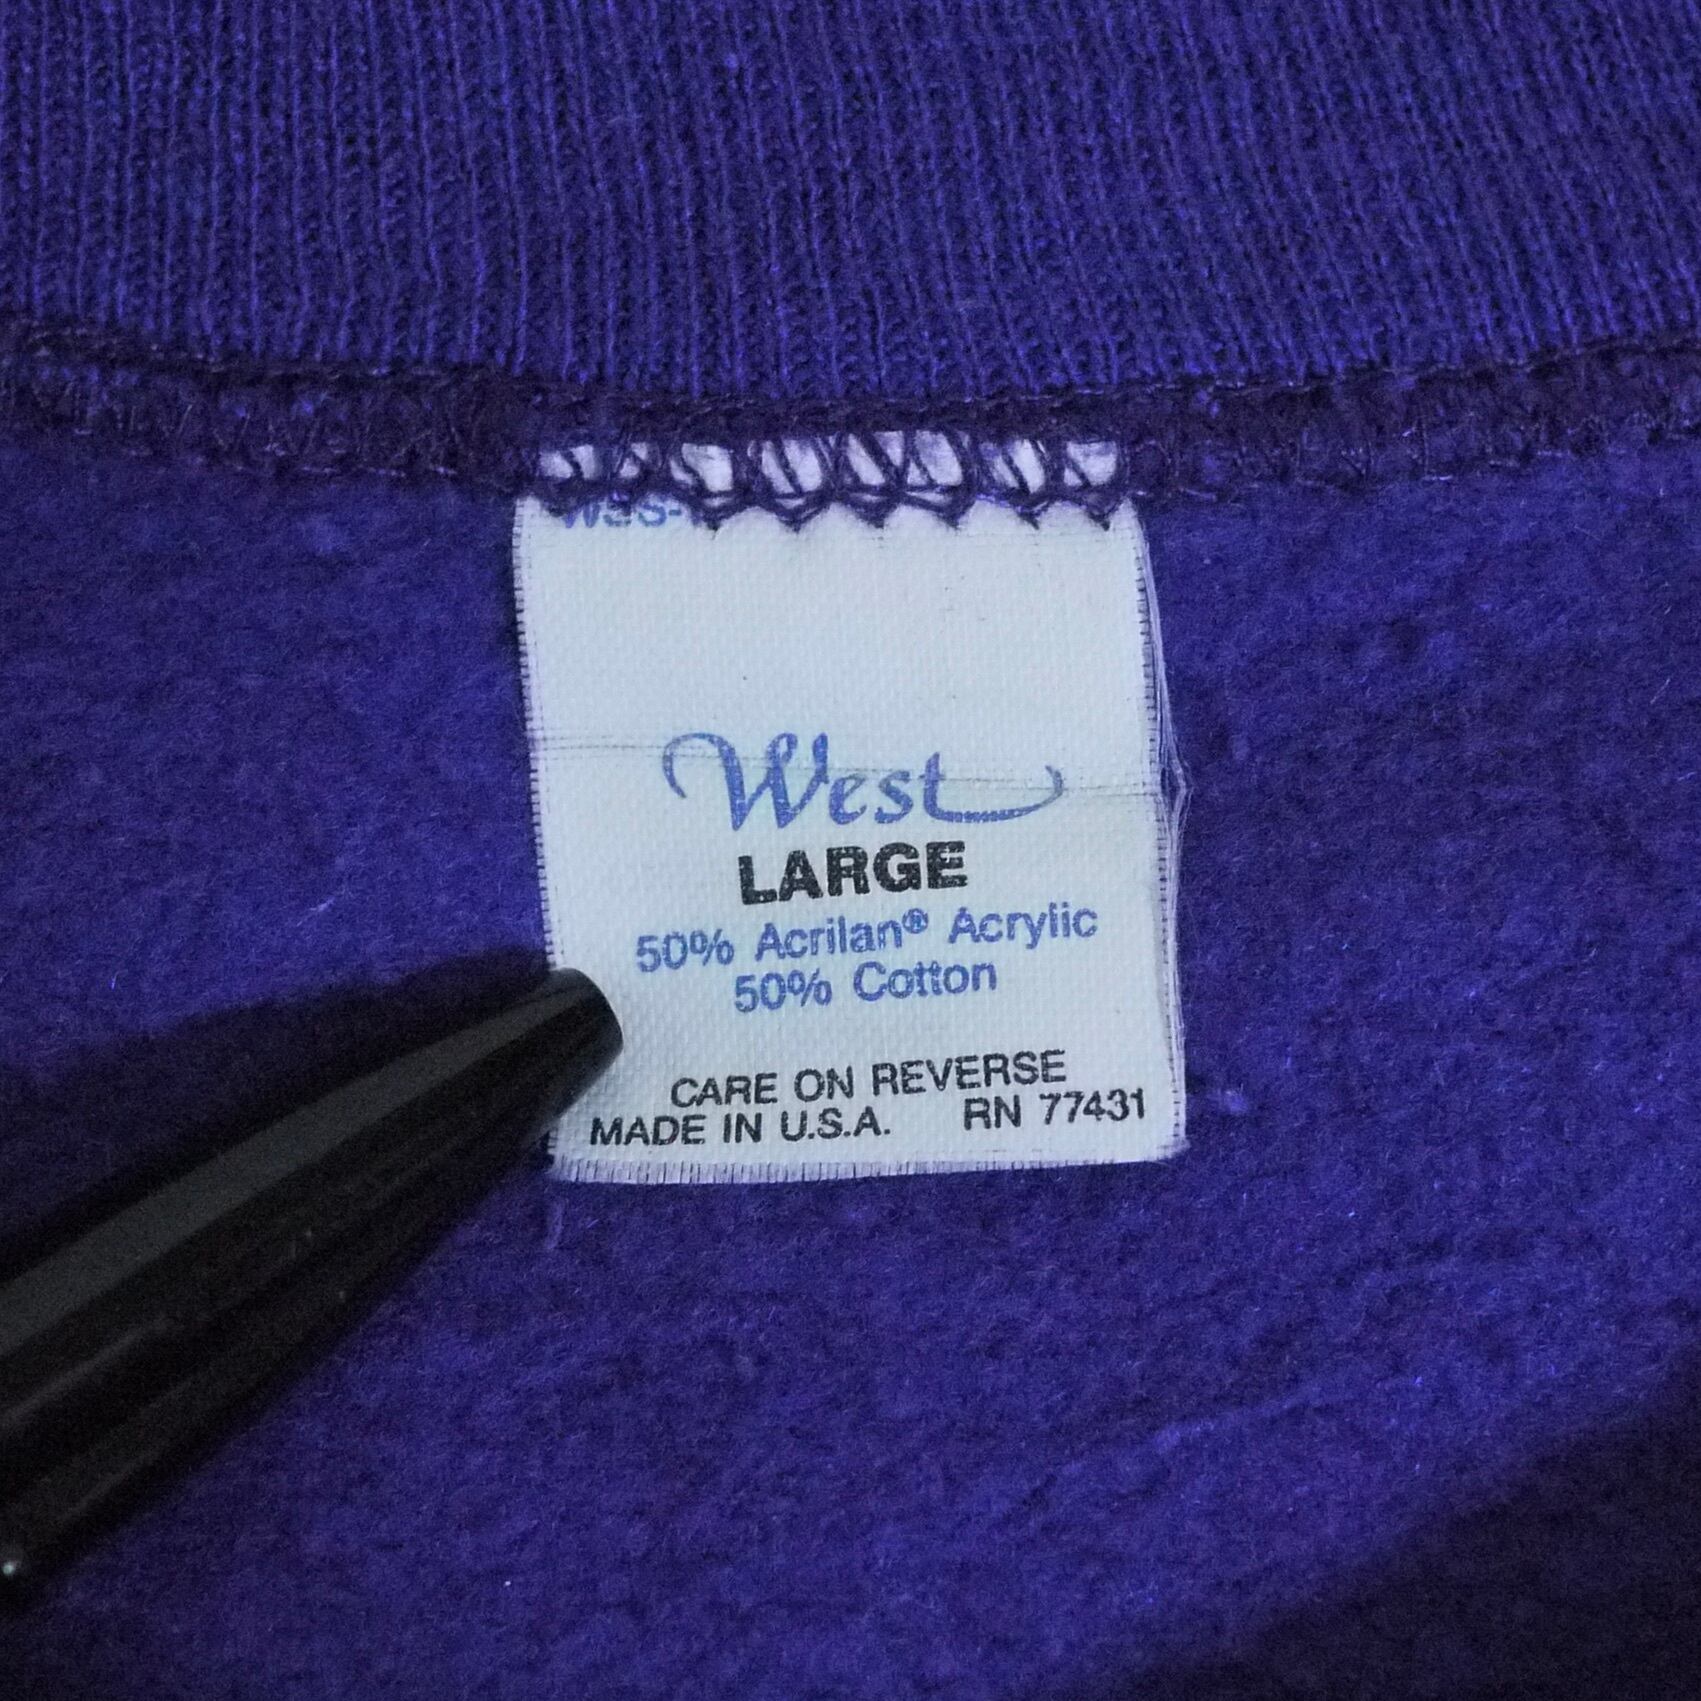 West
LARGE
50% Acrilan® Acrylic
50% Cotton
CARE ON REVERSE
MADE IN U.S.A. RN 77431